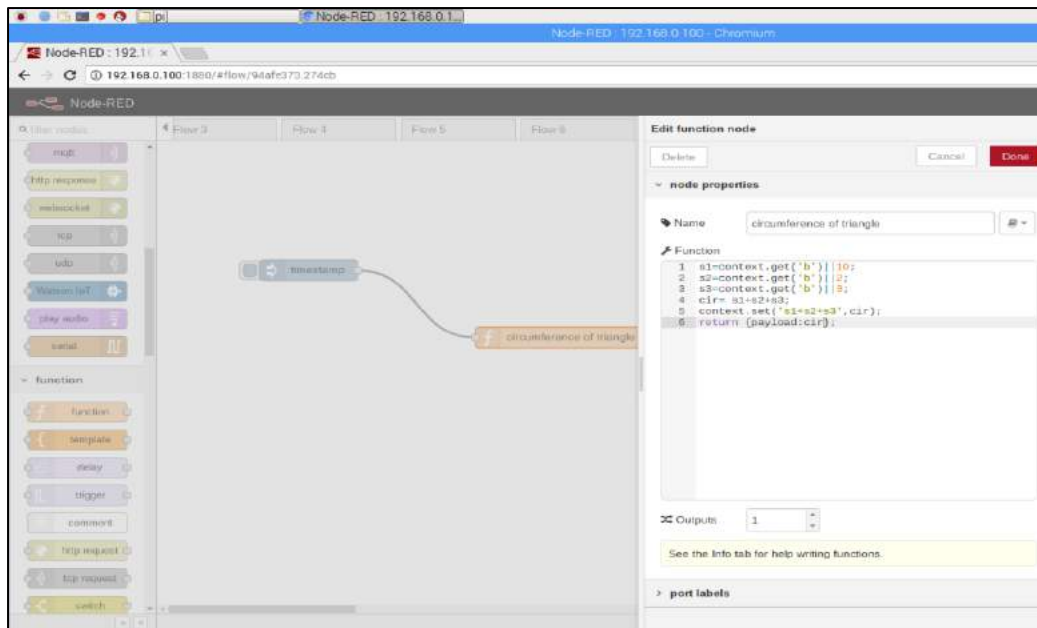 pi
Node-RED : 192.168.0.1...
Node-RED : 192.168.0.100 - Chromium
Node-RED : 192.1
192.168.0.100:1880/#flow/94afe373.274cb
Node-RED
filter nodes
Flow 3
Flow 4
Flow 5
Flow 6
mqtt
http response
websocket
tcp
udp
Watson IoT
play audio
serial
function
function
template
delay
trigger
comment
http request
tcp request
switch
timestamp
circumference of triangle
Edit function node
Delete
Cancel
Done
node properties
Name
circumference of triangle
Function
1 s1=context.get('b')||10;
2 s2=context.get('b')||2;
3 s3=context.get('b')||3;
4 cir= s1+s2+s3;
5 context.set('s1+s2+s3',cir);
6 return {payload:cir};
Outputs
1
See the Info tab for help writing functions.
port labels